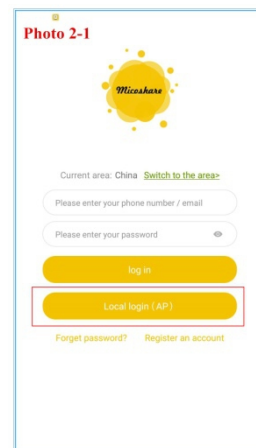 Photo 2-1
Micoshare
Current area: China Switch to the area>
Please enter your phone number / email
Please enter your password
log in
Local login (AP)
Forget password? Register an account